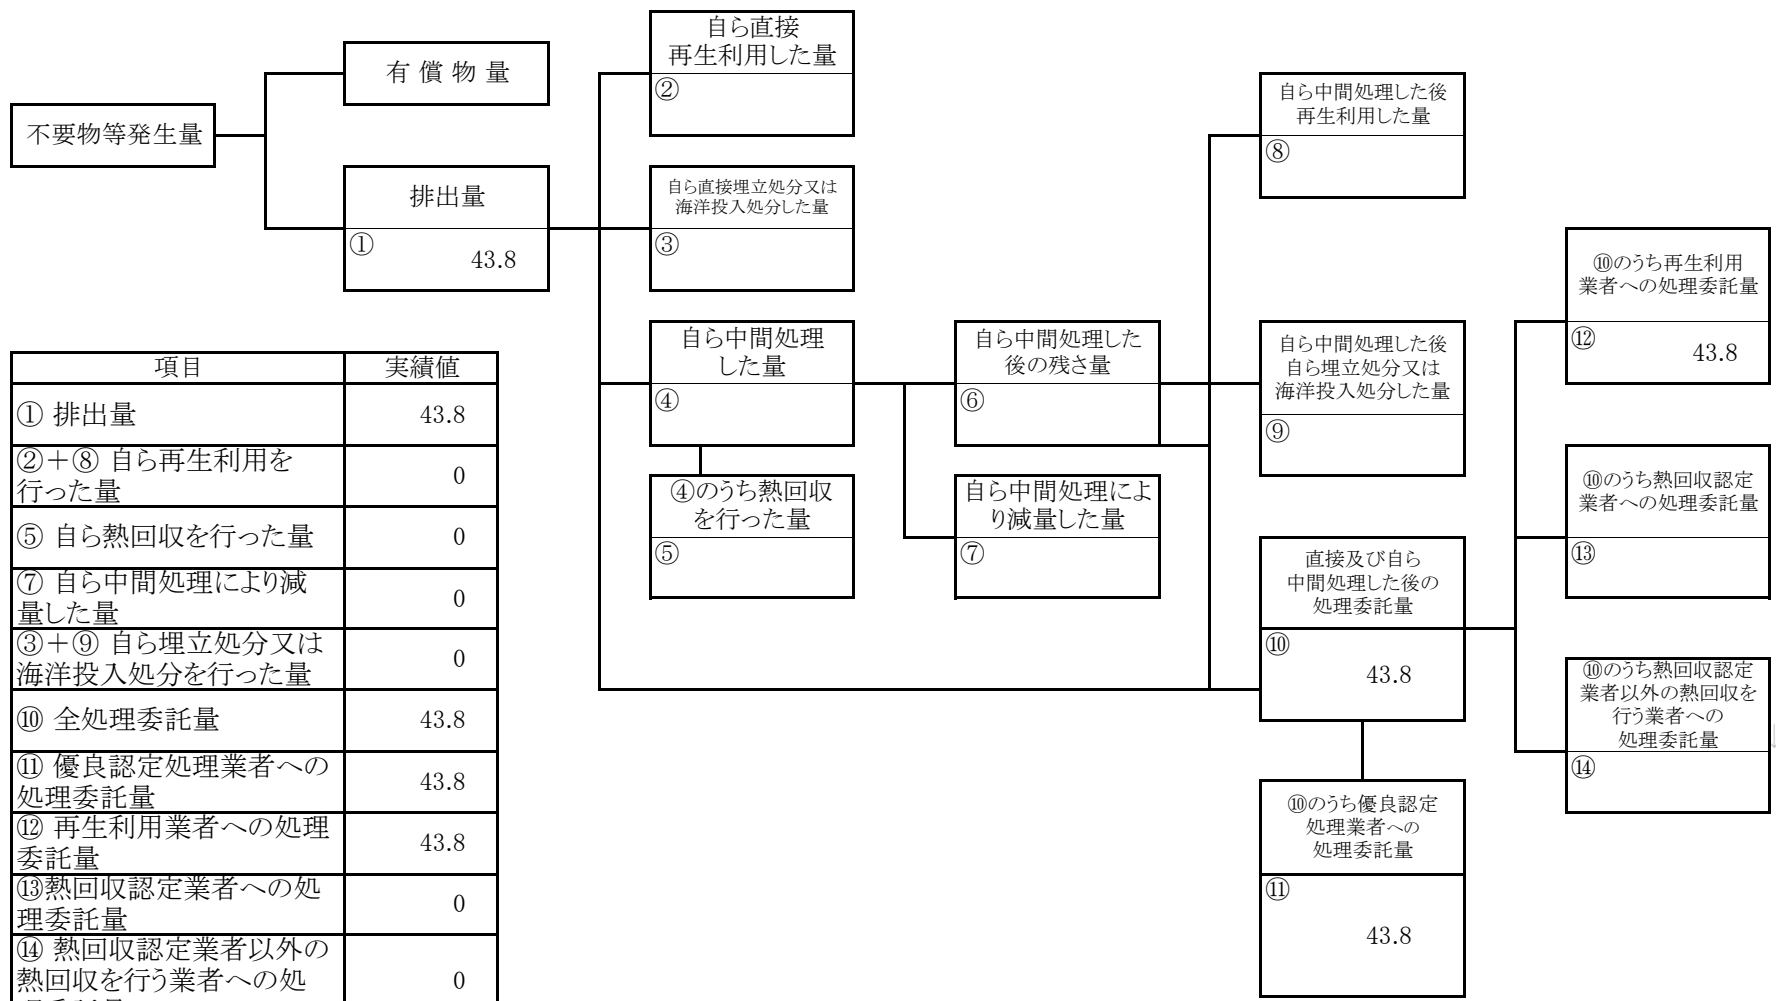 不要物等発生量
有 償 物 量
排出量
①
43.8
自ら直接
再生利用した量
②
自ら直接埋立処分又は
海洋投入処分した量
③
自ら中間処理
した量
④
④のうち熱回収
を行った量
⑤
自ら中間処理した
後の残さ量
⑥
自ら中間処理によ
り減量した量
⑦
自ら中間処理した後
再生利用した量
⑧
自ら中間処理した後
自ら埋立処分又は
海洋投入処分した量
⑨
直接及び自ら
中間処理した後の
処理委託量
⑩
43.8
⑩のうち優良認定
処理業者への
処理委託量
⑪
43.8
⑩のうち再生利用
業者への処理委託量
⑫
43.8
⑩のうち熱回収認定
業者への処理委託量
⑬
⑩のうち熱回収認定
業者以外の熱回収を
行う業者への
処理委託量
⑭
項目 実績値
① 排出量 43.8
②+⑧ 自ら再生利用を
行った量 0
⑤ 自ら熱回収を行った量 0
⑦ 自ら中間処理により減
量した量 0
③+⑨ 自ら埋立処分又は
海洋投入処分を行った量 0
⑩ 全処理委託量 43.8
⑪ 優良認定処理業者への
処理委託量 43.8
⑫ 再生利用業者への処理
委託量 43.8
⑬熱回収認定業者への処
理委託量 0
⑭ 熱回収認定業者以外の
熱回収を行う業者への処 0